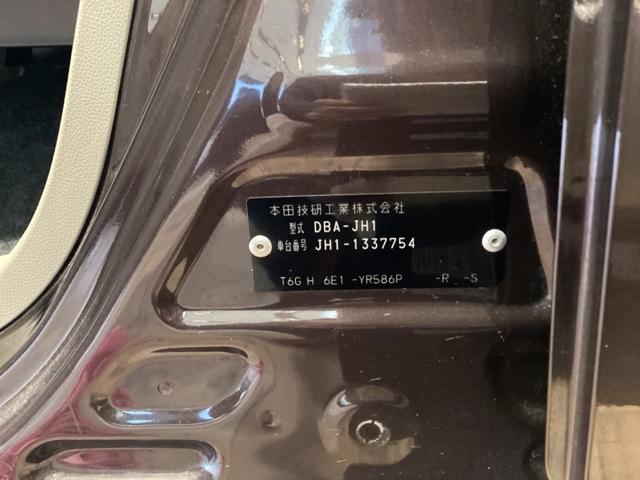 本田技研工業株式会社
型式 DBA-JH1
車台番号 JH1-1337754
T6G H 6E1 -YR586P -R -S